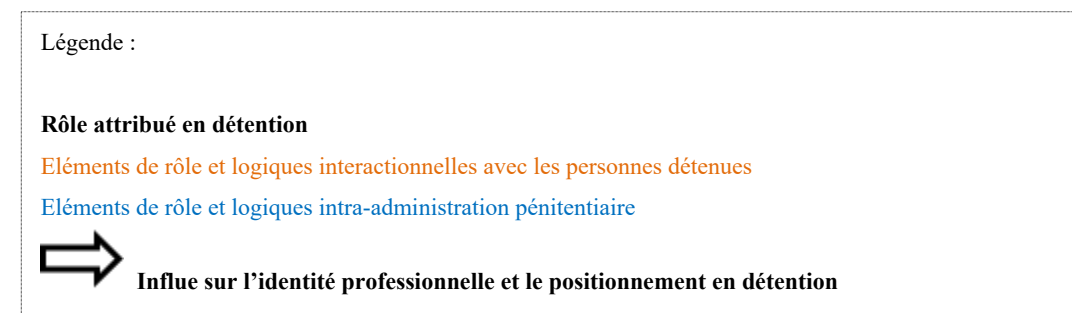 Légende :
Rôle attribué en détention
Eléments de rôle et logiques interactionnelles avec les personnes détenues
Eléments de rôle et logiques intra-administration pénitentiaire
Influe sur l’identité professionnelle et le positionnement en détention